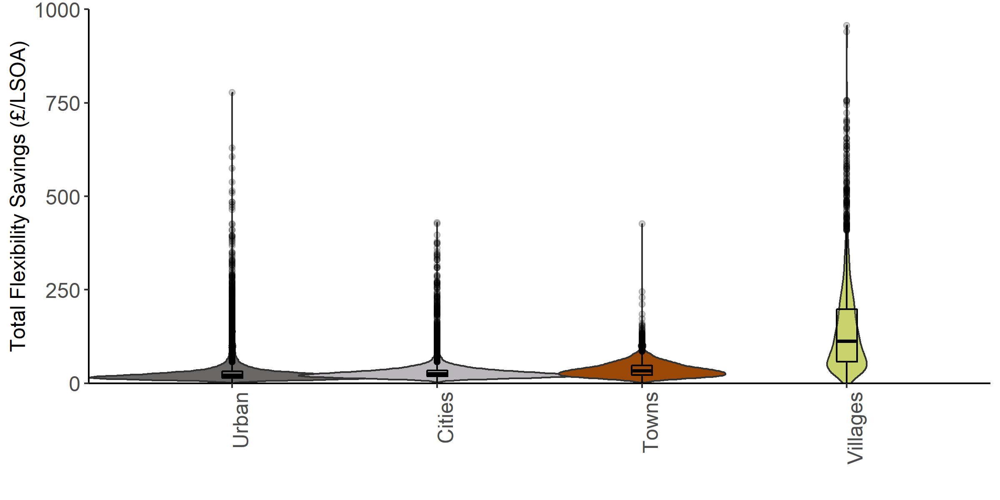 Total Flexibility Savings (£/LSOA)
1000
750
500
250
0
Urban
Cities
Towns
Villages